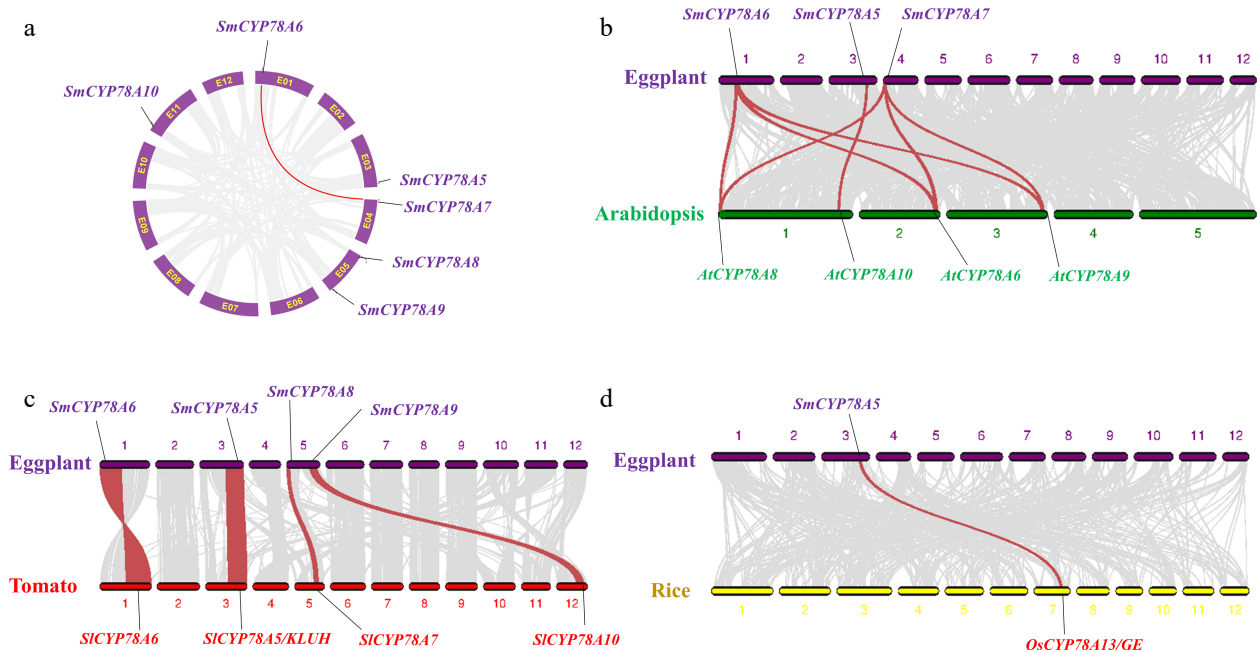 a
SmCYP78A6
SmCYP78A10
SmCYP78A5
SmCYP78A7
SmCYP78A8
SmCYP78A9
E01
E02
E03
E04
E05
E06
E07
E08
E09
E10
E11
E12
b
SmCYP78A6 SmCYP78A5 SmCYP78A7
1 2 3 4 5 6 7 8 9 10 11 12
Eggplant
Arabidopsis
1 2 3 4 5
AtCYP78A8 AtCYP78A10 AtCYP78A6 AtCYP78A9
c
SmCYP78A6 SmCYP78A5 SmCYP78A8 SmCYP78A9
1 2 3 4 5 6 7 8 9 10 11 12
Eggplant
Tomato
1 2 3 4 5 6 7 8 9 10 11 12
SlCYP78A6 SlCYP78A5/KLUH SlCYP78A7 SlCYP78A10
d
SmCYP78A5
1 2 3 4 5 6 7 8 9 10 11 12
Eggplant
Rice
1 2 3 4 5 6 7 8 9 10 11 12
OsCYP78A13/GE